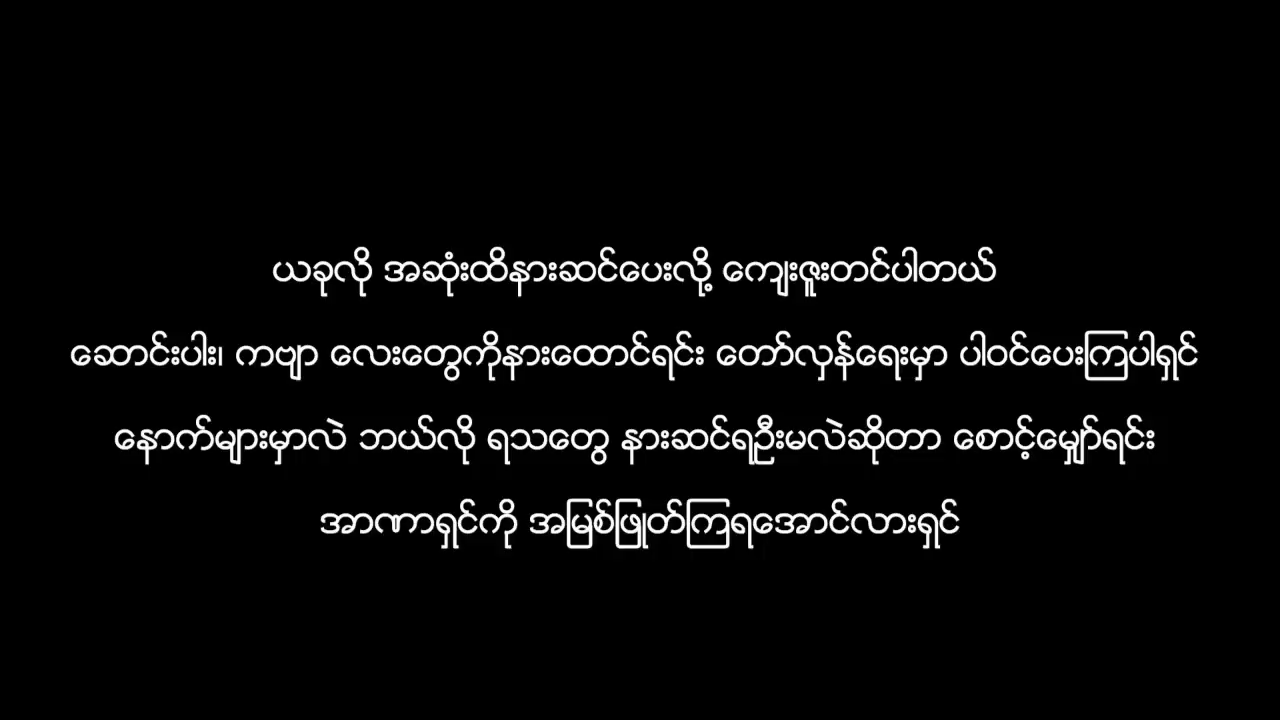 ယခုလို အဆုံးထိနားဆင်ပေးလို့ ကျေးဇူးတင်ပါတယ်
ဆောင်းပါး၊ ကဗျာ လေးတွေကိုနားထောင်ရင်း တော်လှန်ရေးမှာ ပါဝင်ပေးကြပါရှင်
နောက်များမှာလဲ ဘယ်လို ရသတွေ နားဆင်ရဦးမလဲဆိုတာ စောင့်မျှော်ရင်း
အာဏာရှင်ကို အမြစ်ဖြုတ်ကြရအောင်လားရှင်